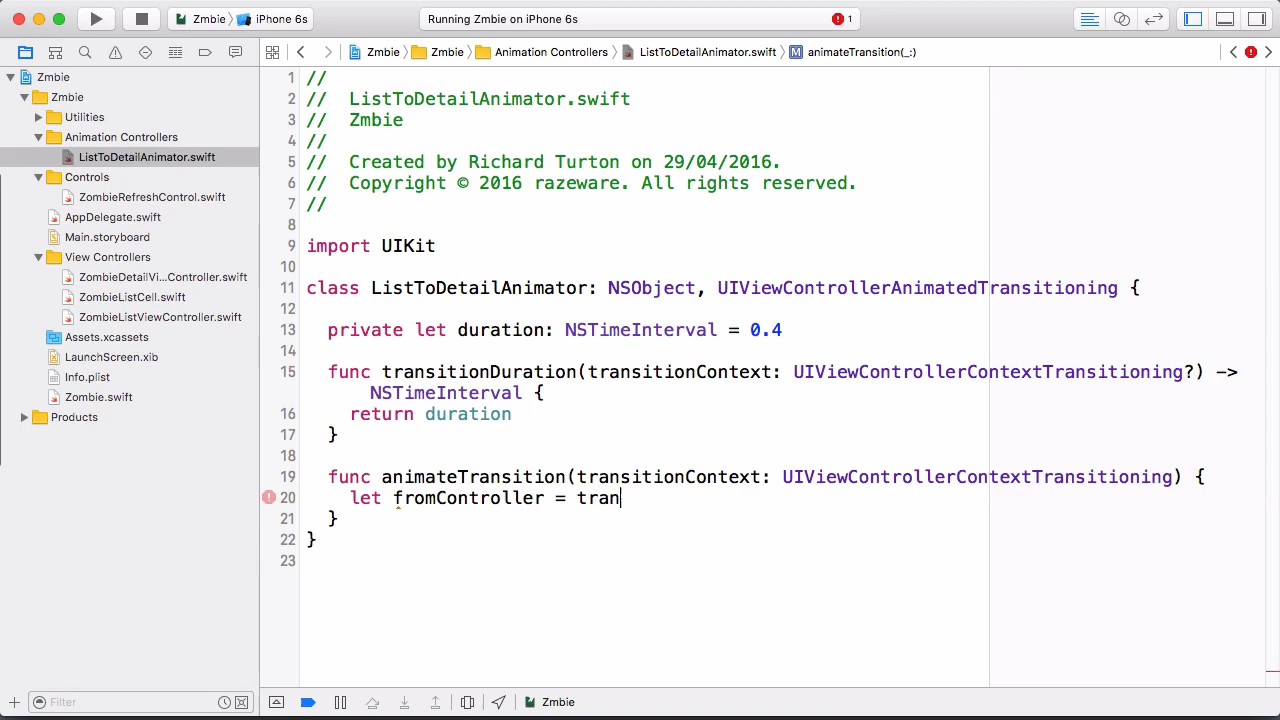 Zmbie
iPhone 6s
Running Zmbie on iPhone 6s
1
Zmbie
Zmbie
Animation Controllers
ListToDetailAnimator.swift
M
animateTransition(_:)
Zmbie
Zmbie
Utilities
Animation Controllers
ListToDetailAnimator.swift
Controls
ZombieRefreshControl.swift
AppDelegate.swift
Main.storyboard
View Controllers
ZombieDetailVi...Controller.swift
ZombieListCell.swift
ZombieListViewController.swift
Assets.xcassets
LaunchScreen.xib
Info.plist
Zombie.swift
Products
Filter
1 //
2 //  ListToDetailAnimator.swift
3 //  Zmbie
4 //
5 //  Created by Richard Turton on 29/04/2016.
6 //  Copyright © 2016 razeware. All rights reserved.
7 //
8
9 import UIKit
10
11 class ListToDetailAnimator: NSObject, UIViewControllerAnimatedTransitioning {
12
13   private let duration: NSTimeInterval = 0.4
14
15   func transitionDuration(transitionContext: UIViewControllerContextTransitioning?) ->
      NSTimeInterval {
16     return duration
17   }
18
19   func animateTransition(transitionContext: UIViewControllerContextTransitioning) {
20     let fromController = tran
21   }
22 }
23
Zmbie